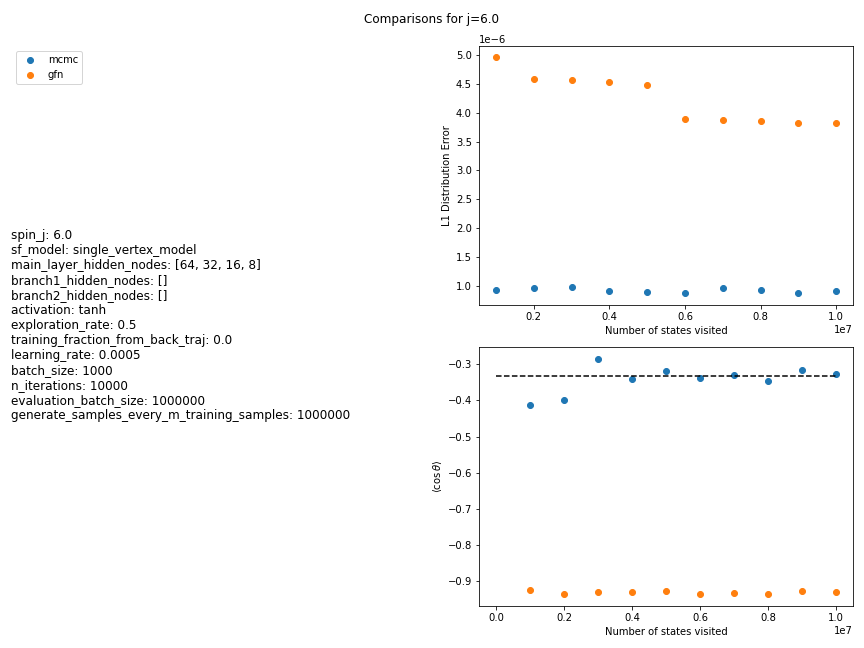 Comparisons for j=6.0
mcmc
gfn
spin_j: 6.0
sf_model: single_vertex_model
main_layer_hidden_nodes: [64, 32, 16, 8]
branch1_hidden_nodes: []
branch2_hidden_nodes: []
activation: tanh
exploration_rate: 0.5
training_fraction_from_back_traj: 0.0
learning_rate: 0.0005
batch_size: 1000
n_iterations: 10000
evaluation_batch_size: 1000000
generate_samples_every_m_training_samples: 1000000
1e−6
5.0
4.5
4.0
3.5
3.0
2.5
2.0
1.5
1.0
L1 Distribution Error
0.2 0.4 0.6 0.8 1.0
Number of states visited
1e7
−0.3
−0.4
−0.5
−0.6
−0.7
−0.8
−0.9
⟨cos θ⟩
0.0 0.2 0.4 0.6 0.8 1.0
Number of states visited
1e7